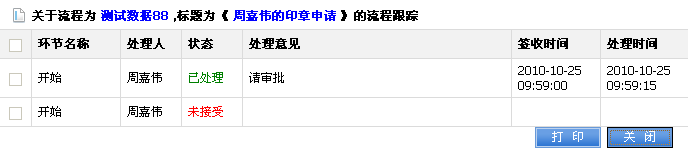 关于流程为 测试数据88 ,标题为《 周嘉伟的印章申请 》的流程跟踪
环节名称 处理人 状态 处理意见 签收时间 处理时间
开始 周嘉伟 已处理 请审批 2010-10-25 09:59:00 2010-10-25 09:59:15
开始 周嘉伟 未接受
打 印 关 闭